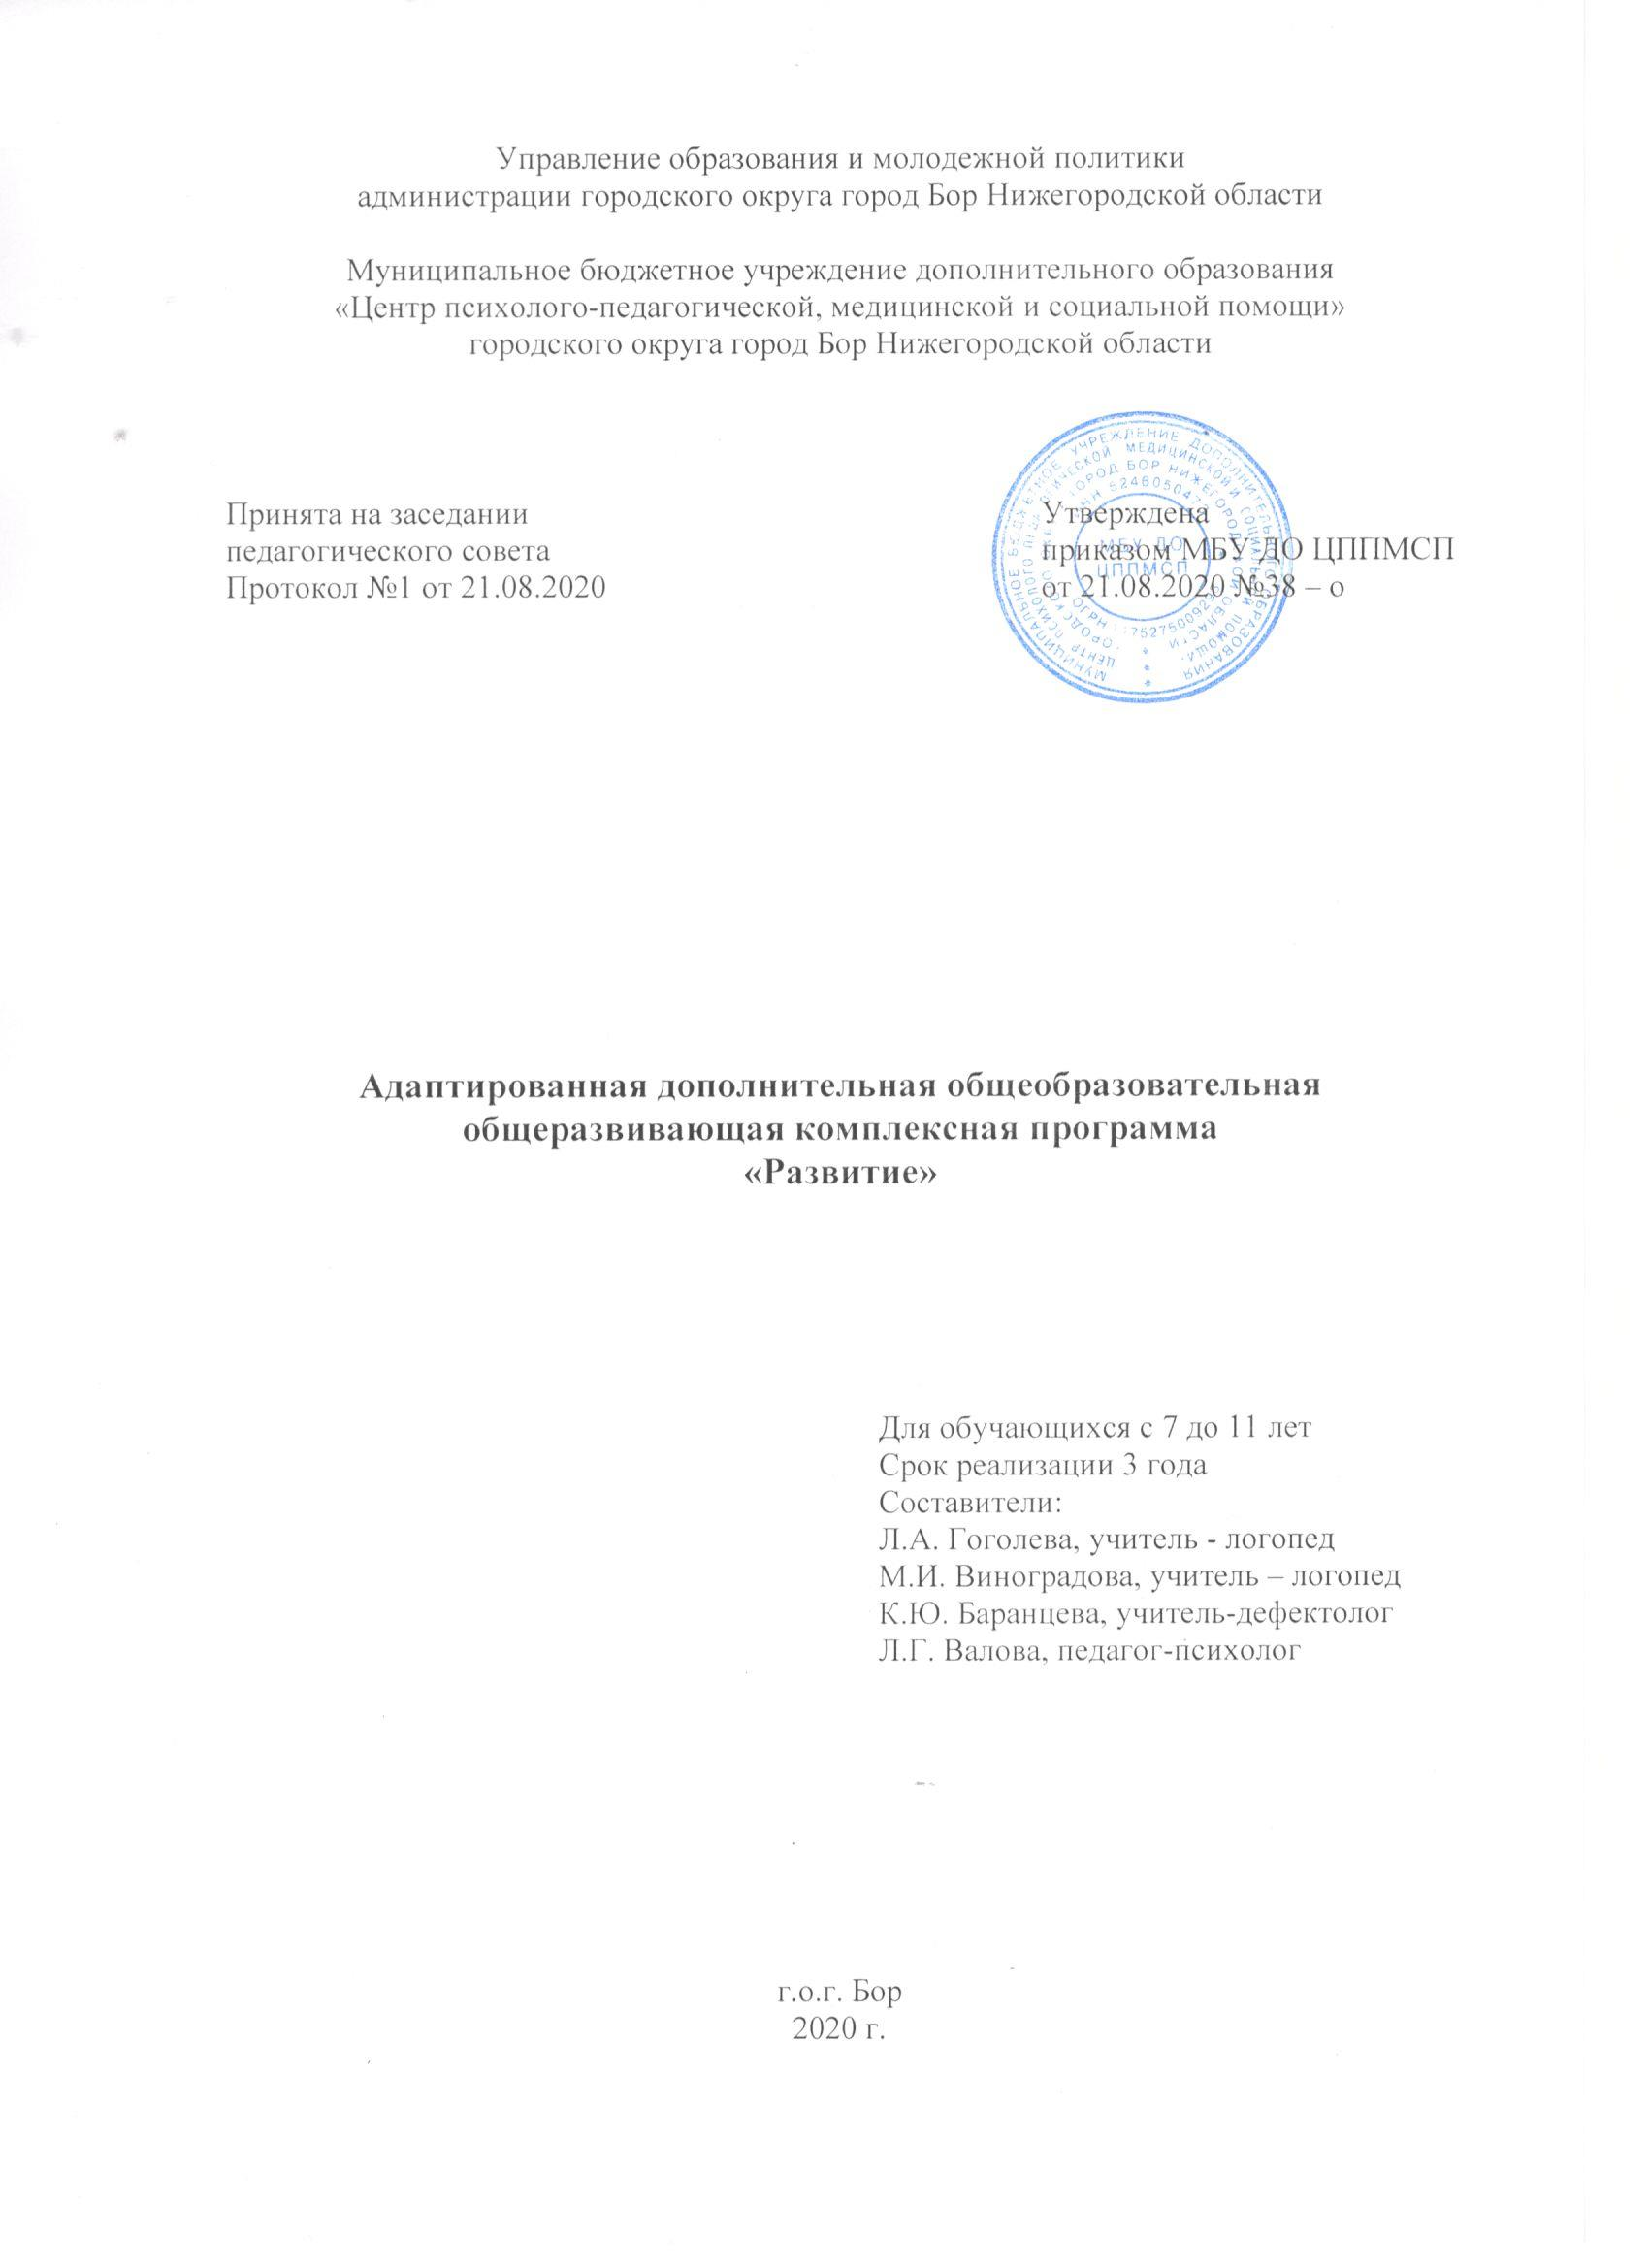 Управление образования и молодежной политики
администрации городского округа город Бор Нижегородской области
Муниципальное бюджетное учреждение дополнительного образования
«Центр психолого-педагогической, медицинской и социальной помощи»
городского округа город Бор Нижегородской области
Принята на заседании
педагогического совета
Протокол №1 от 21.08.2020
Утверждена
приказом МБУ ДО ЦППМСП
от 21.08.2020 №38 – о
МБУ ДО
ЦППМСП
Адаптированная дополнительная общеобразовательная
общеразвивающая комплексная программа
«Развитие»
Для обучающихся с 7 до 11 лет
Срок реализации 3 года
Составители:
Л.А. Гоголева, учитель - логопед
М.И. Виноградова, учитель – логопед
К.Ю. Баранцева, учитель-дефектолог
Л.Г. Валова, педагог-психолог
г.о.г. Бор
2020 г.